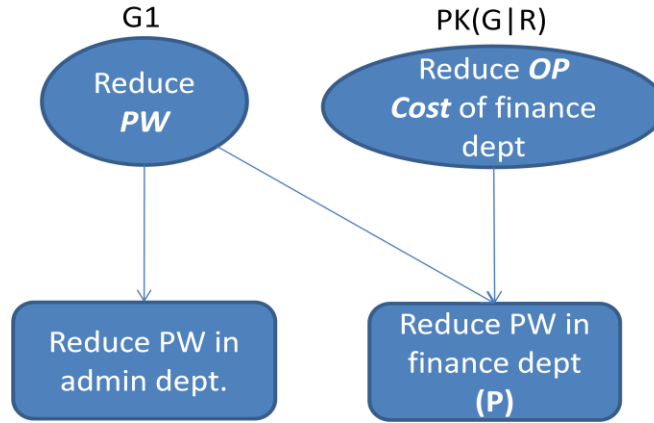 G1
PK(G|R)
Reduce
PW
Reduce OP
Cost of finance
dept
Reduce PW in
admin dept.
Reduce PW in
finance dept
(P)